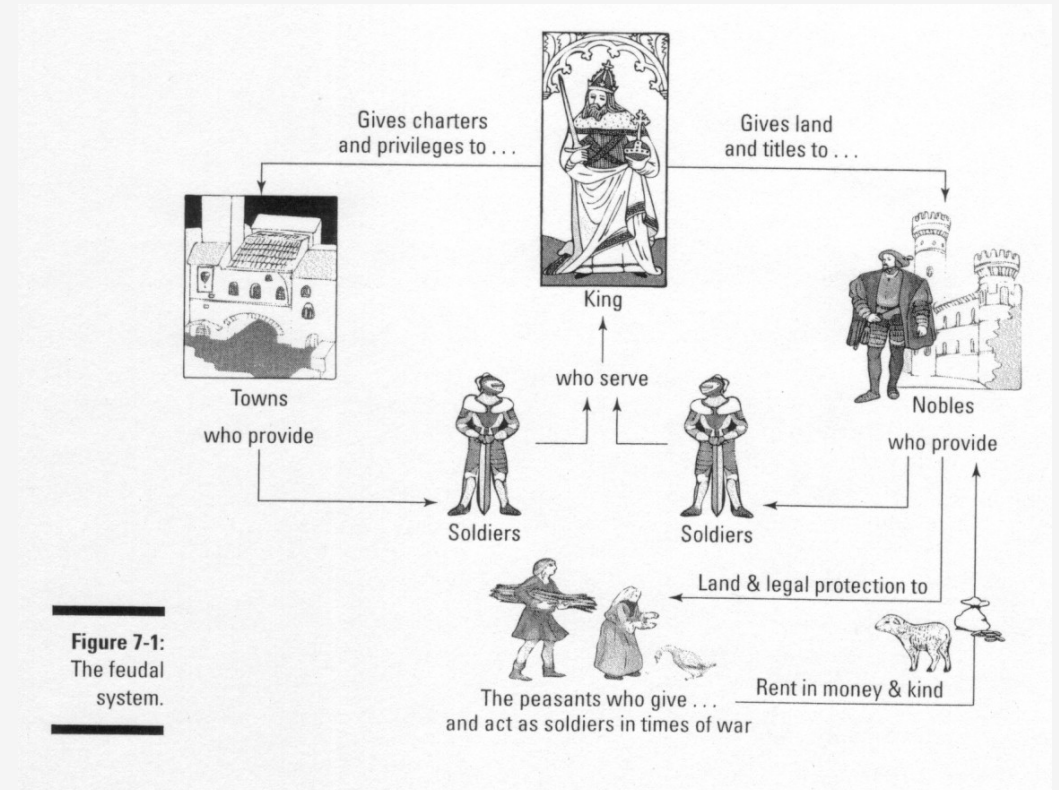 Gives charters
and privileges to . . .
Gives land
and titles to . . .
King
who serve
Towns
who provide
Nobles
who provide
Soldiers
Soldiers
Land & legal protection to
Rent in money & kind
The peasants who give . . .
and act as soldiers in times of war
Figure 7-1:
The feudal
system.